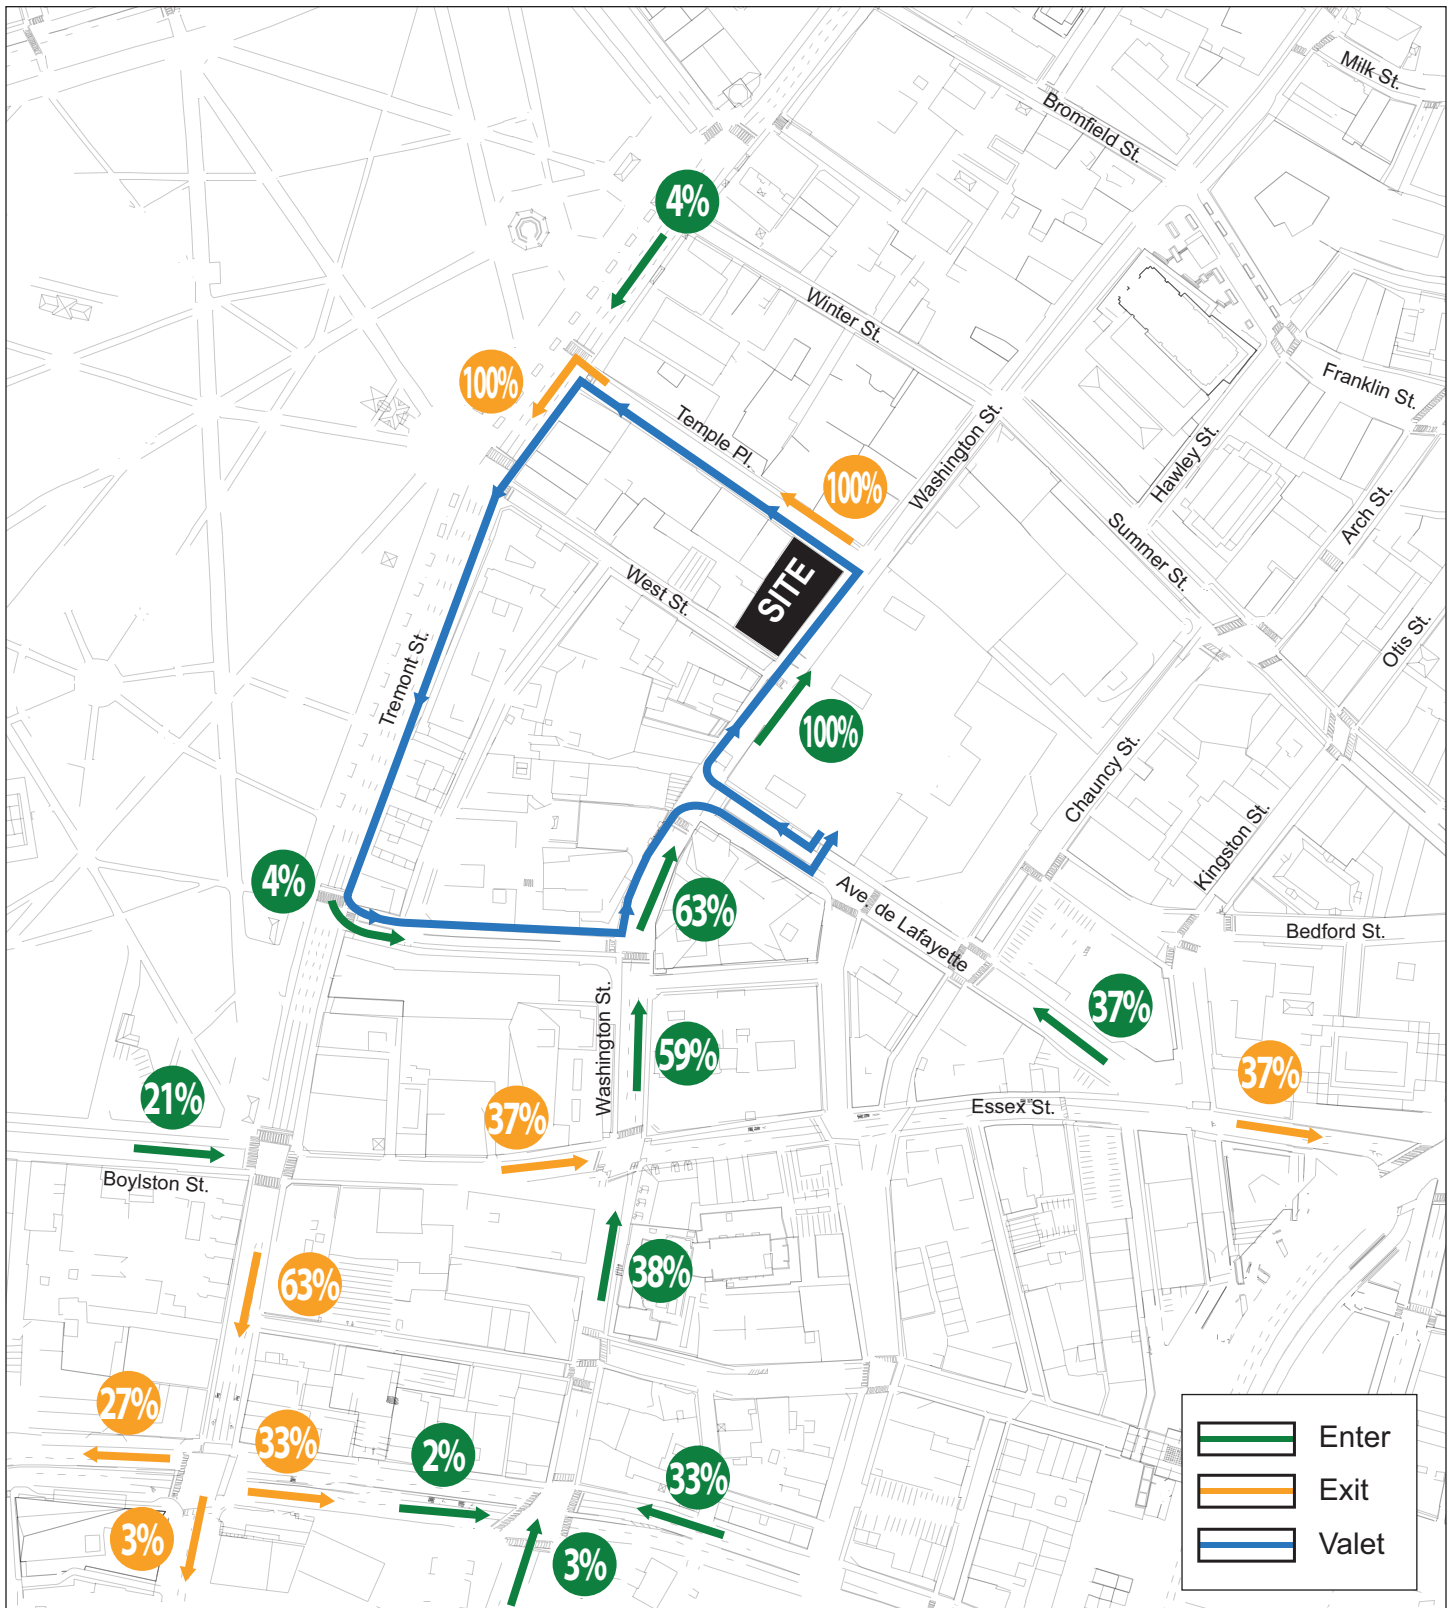 Milk St.
Bromfield St.
4%
Winter St.
Franklin St.
100%
Temple Pl.
Washington St.
Hawley St.
100%
Arch St.
Summer St.
SITE
West St.
Otis St.
Tremont St.
100%
Chauncy St.
Kingston St.
4%
63%
Ave. de Lafayette
Bedford St.
37%
Washington St.
59%
37%
21%
37%
Essex St.
Boylston St.
38%
63%
27%
33%
2%
33%
3%
3%
Enter
Exit
Valet